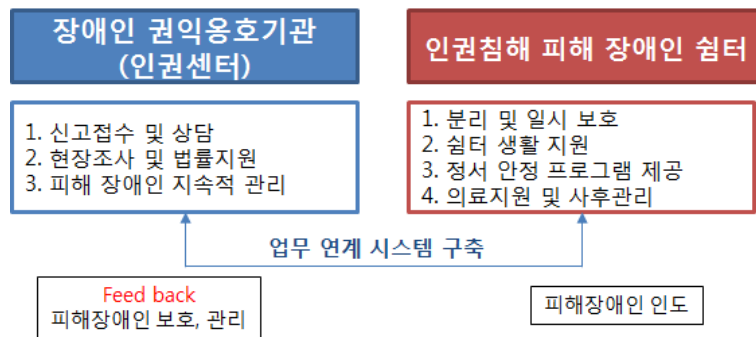 장애인 권익옹호기관
(인권센터)
인권침해 피해 장애인 쉼터
1. 신고접수 및 상담
2. 현장조사 및 법률지원
3. 피해 장애인 지속적 관리
1. 분리 및 일시 보호
2. 쉼터 생활 지원
3. 정서 안정 프로그램 제공
4. 의료지원 및 사후관리
업무 연계 시스템 구축
Feed back
피해장애인 보호, 관리
피해장애인 인도